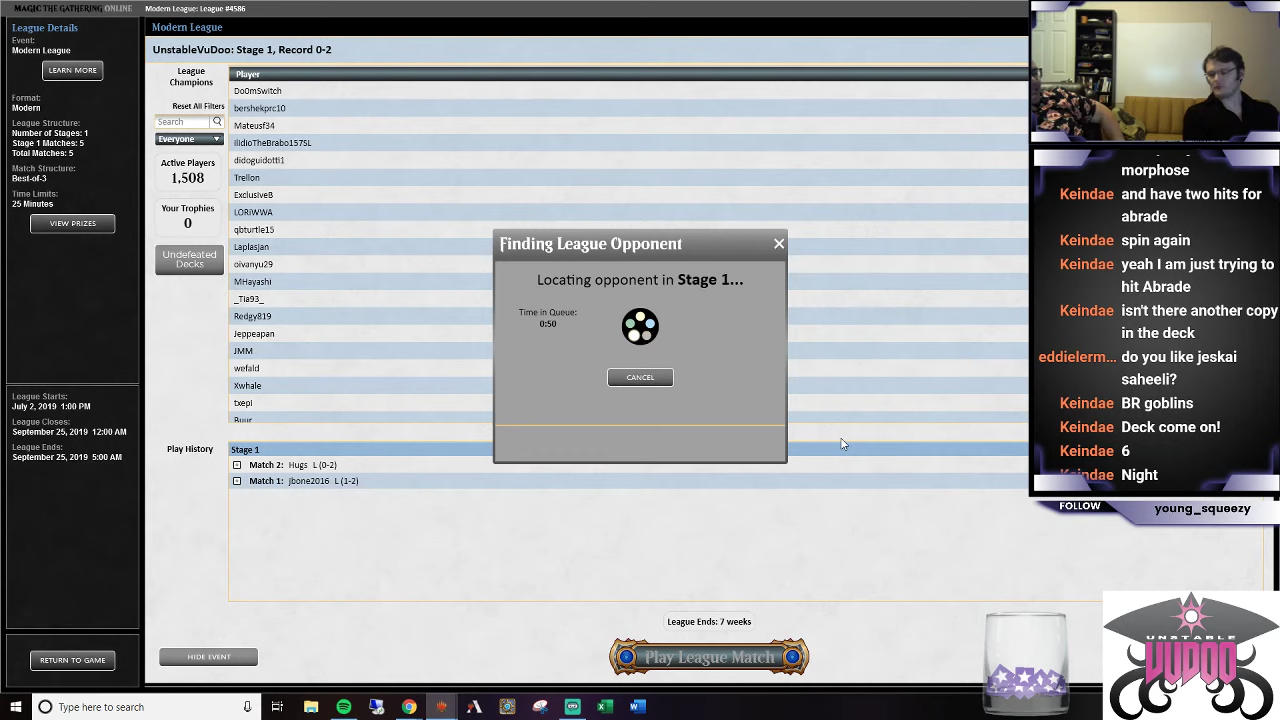 MAGIC THE GATHERING ONLINE
Modern League: League #4586
League Details
Event:
Modern League
LEARN MORE
Format:
Modern
League Structure:
Number of Stages: 1
Stage 1 Matches: 5
Total Matches: 5
Match Structure:
Best-of-3
Time Limits:
25 Minutes
VIEW PRIZES
League Starts:
July 2, 2019 1:00 PM
League Closes:
September 25, 2019 12:00 AM
League Ends:
September 25, 2019 5:00 AM
RETURN TO GAME
Modern League
UnstableVuDoo: Stage 1, Record 0-2
League Champions
Reset All Filters
Search
Everyone
Active Players
1,508
Your Trophies
0
Undefeated Decks
Player
Do0mSwitch
bershekprc10
Mateusf34
ilidioTheBrabo157SL
didoguidotti1
Trellon
ExclusiveB
LORiWWA
qbturtle15
Laplasjan
oivanyu29
MHayashi
_Tia93_
Redgy819
Jeppeapan
JMM
wefald
Xwhale
txepi
Finding League Opponent
Locating opponent in Stage 1...
Time in Queue:
0:50
CANCEL
Play History
Stage 1
Match 2: Hugs L (0-2)
Match 1: jbone2016 L (1-2)
League Ends: 7 weeks
HIDE EVENT
Play League Match
morphose
Keindae and have two hits for
abrade
Keindae spin again
Keindae yeah I am just trying to
hit Abrade
Keindae isn't there another copy
in the deck
eddielerm... do you like jeskai
saheeli?
Keindae BR goblins
Keindae Deck come on!
Keindae 6
Keindae Night
FOLLOW young_squeezy
UNSTABLE
VUDOO
Type here to search